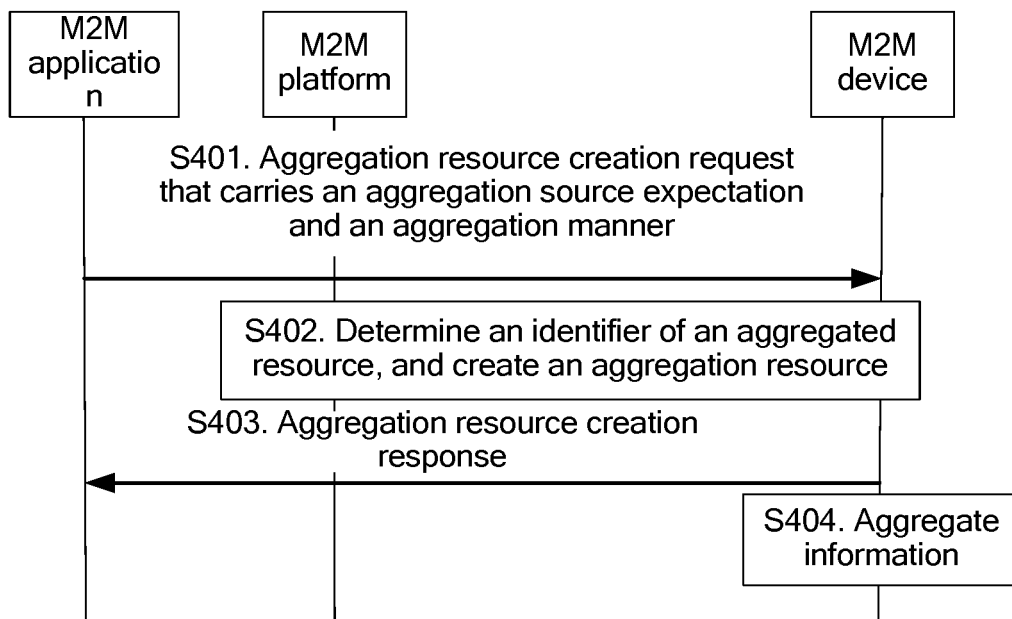 M2M
applicatio
n
M2M
platform
M2M
device
S401. Aggregation resource creation request
that carries an aggregation source expectation
and an aggregation manner
S402. Determine an identifier of an aggregated
resource, and create an aggregation resource
S403. Aggregation resource creation
response
S404. Aggregate
information